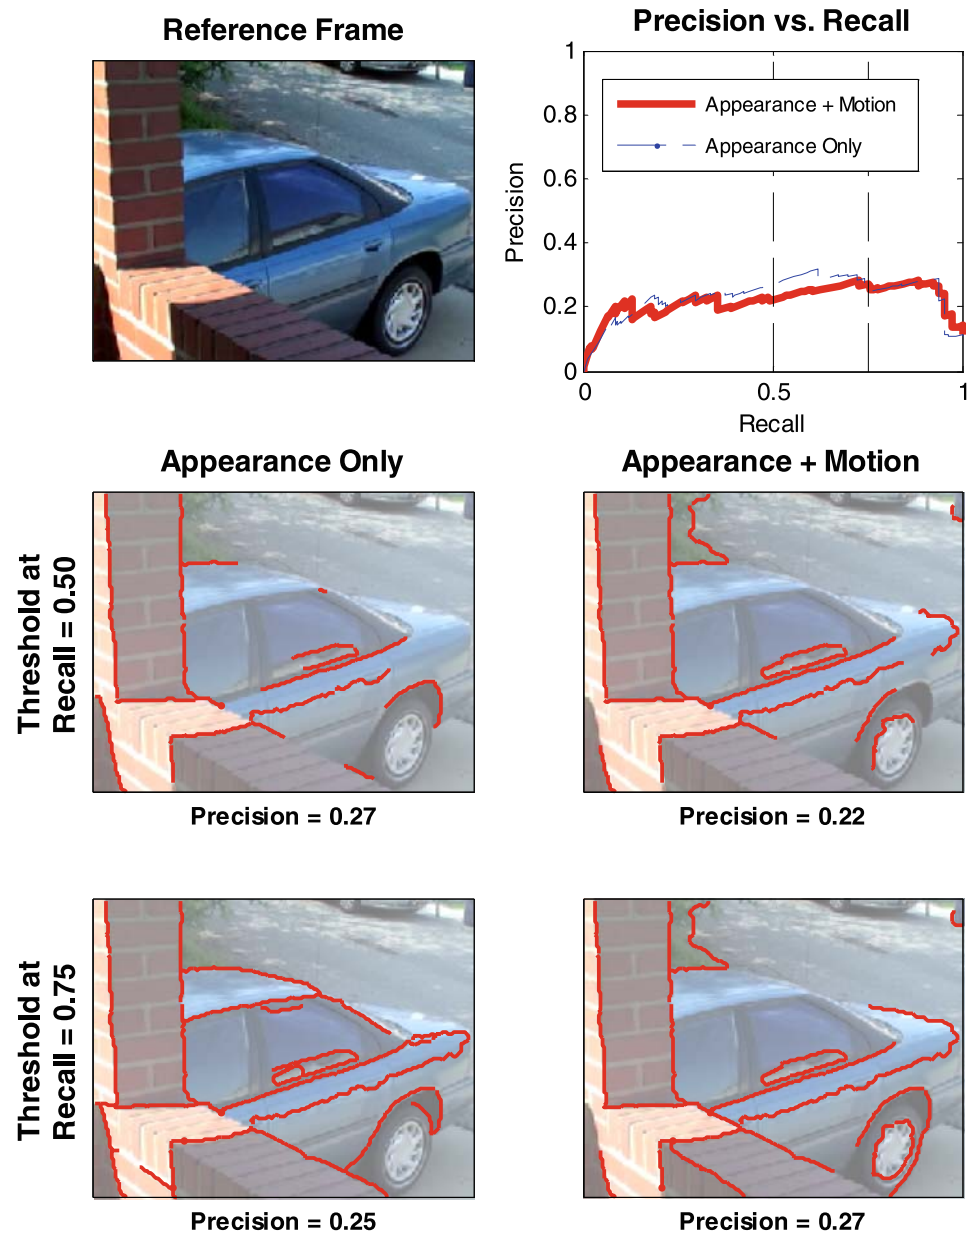 Reference Frame
Precision vs. Recall
1
0.8
0.6
0.4
0.2
0
Precision
Appearance + Motion
Appearance Only
0
0.5
1
Recall
Appearance Only
Appearance + Motion
Threshold at
Recall = 0.50
Precision = 0.27
Precision = 0.22
Threshold at
Recall = 0.75
Precision = 0.25
Precision = 0.27